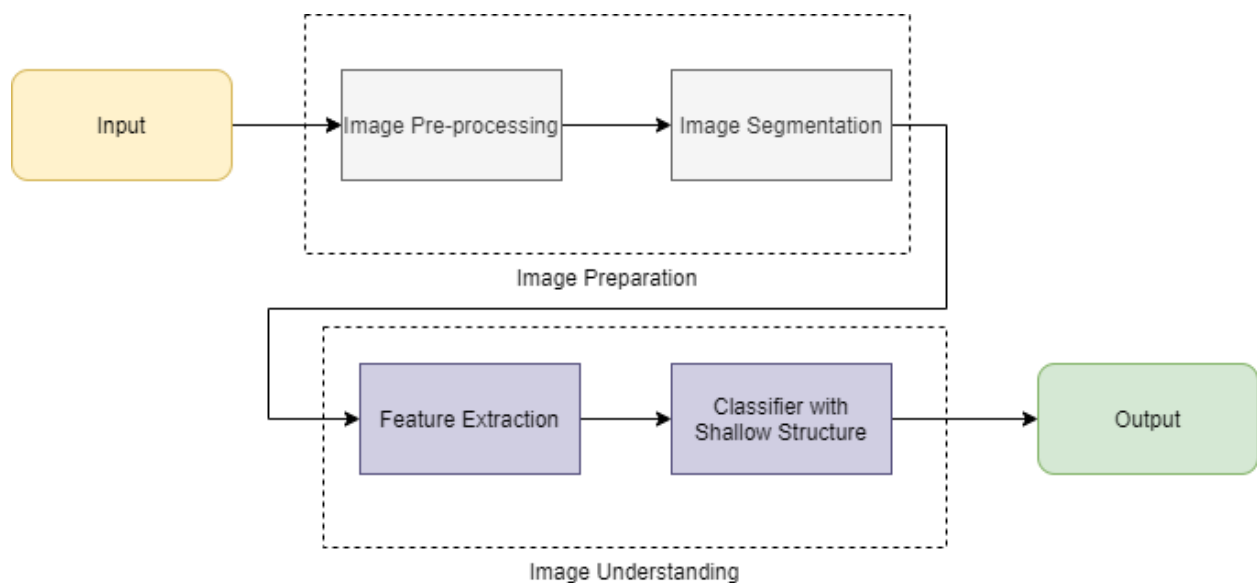 Input
Image Pre-processing
Image Segmentation
Image Preparation
Feature Extraction
Classifier with
Shallow Structure
Output
Image Understanding